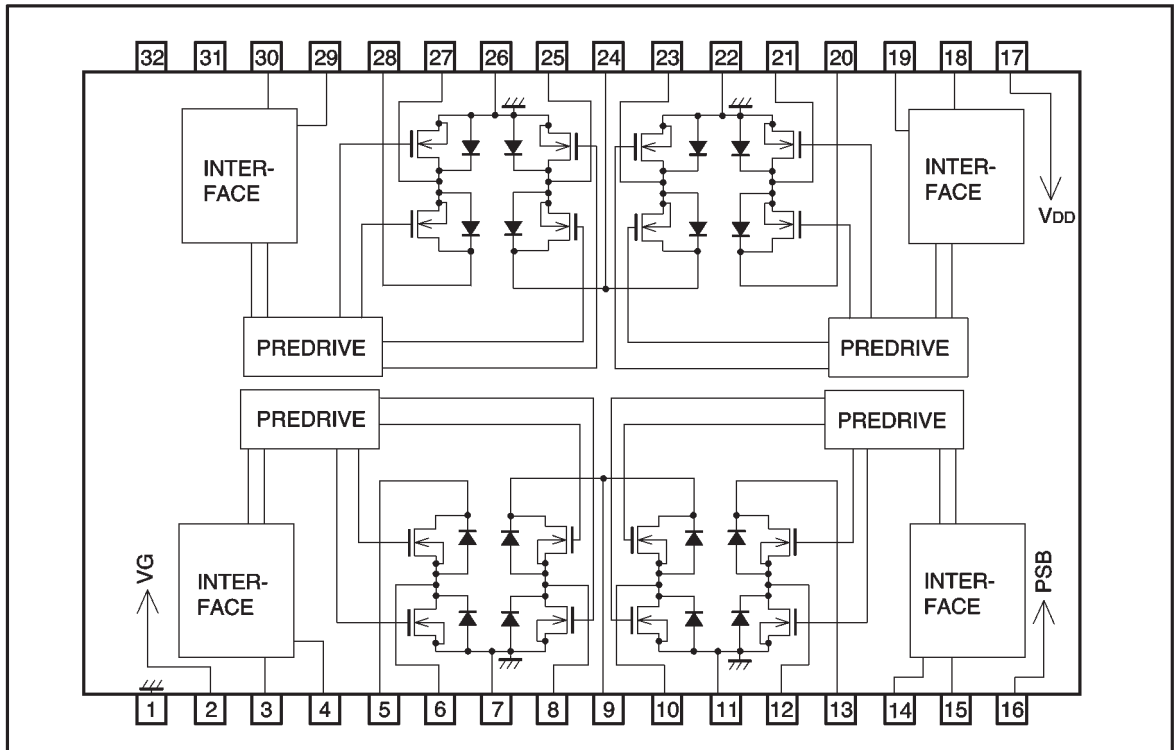 32 31 30 29 28 27 26 25 24 23 22 21 20 19 18 17
INTER-
FACE
INTER-
FACE
VDD
PREDRIVE
PREDRIVE
PREDRIVE
PREDRIVE
VG
INTER-
FACE
INTER-
FACE
PSB
1 2 3 4 5 6 7 8 9 10 11 12 13 14 15 16